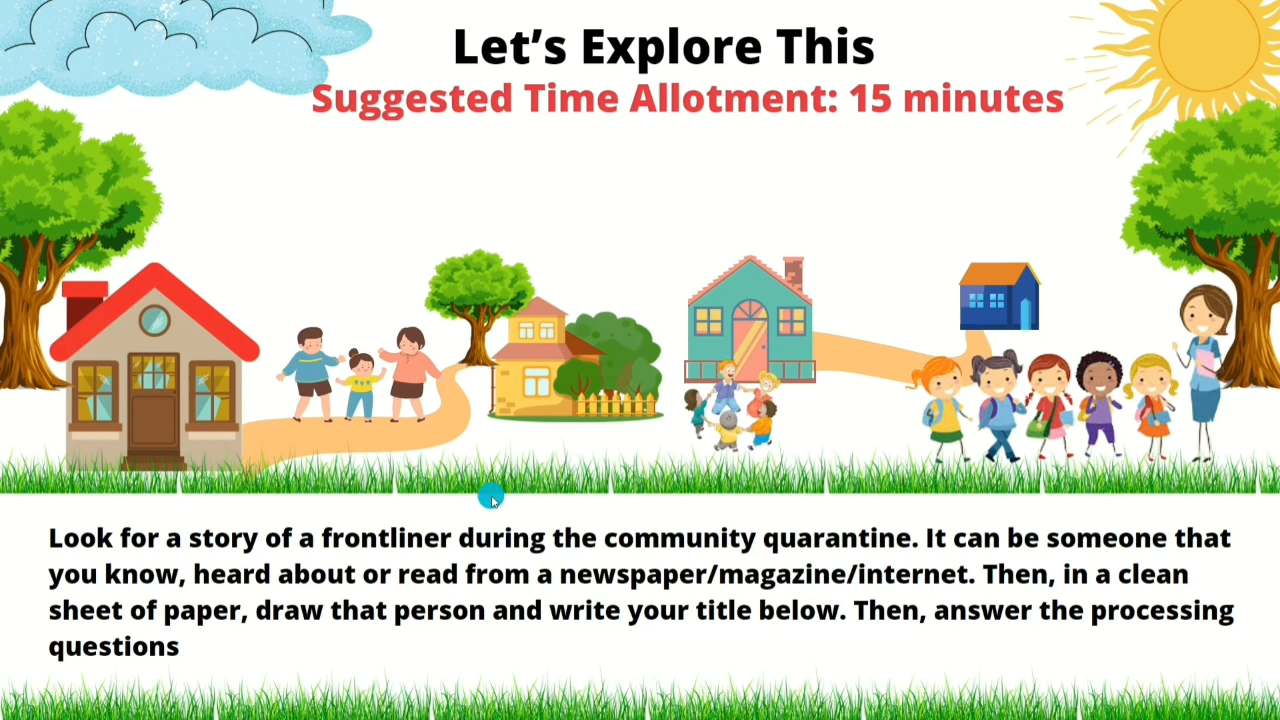 Let’s Explore This
Suggested Time Allotment: 15 minutes
Look for a story of a frontliner during the community quarantine. It can be someone that
you know, heard about or read from a newspaper/magazine/internet. Then, in a clean
sheet of paper, draw that person and write your title below. Then, answer the processing
questions